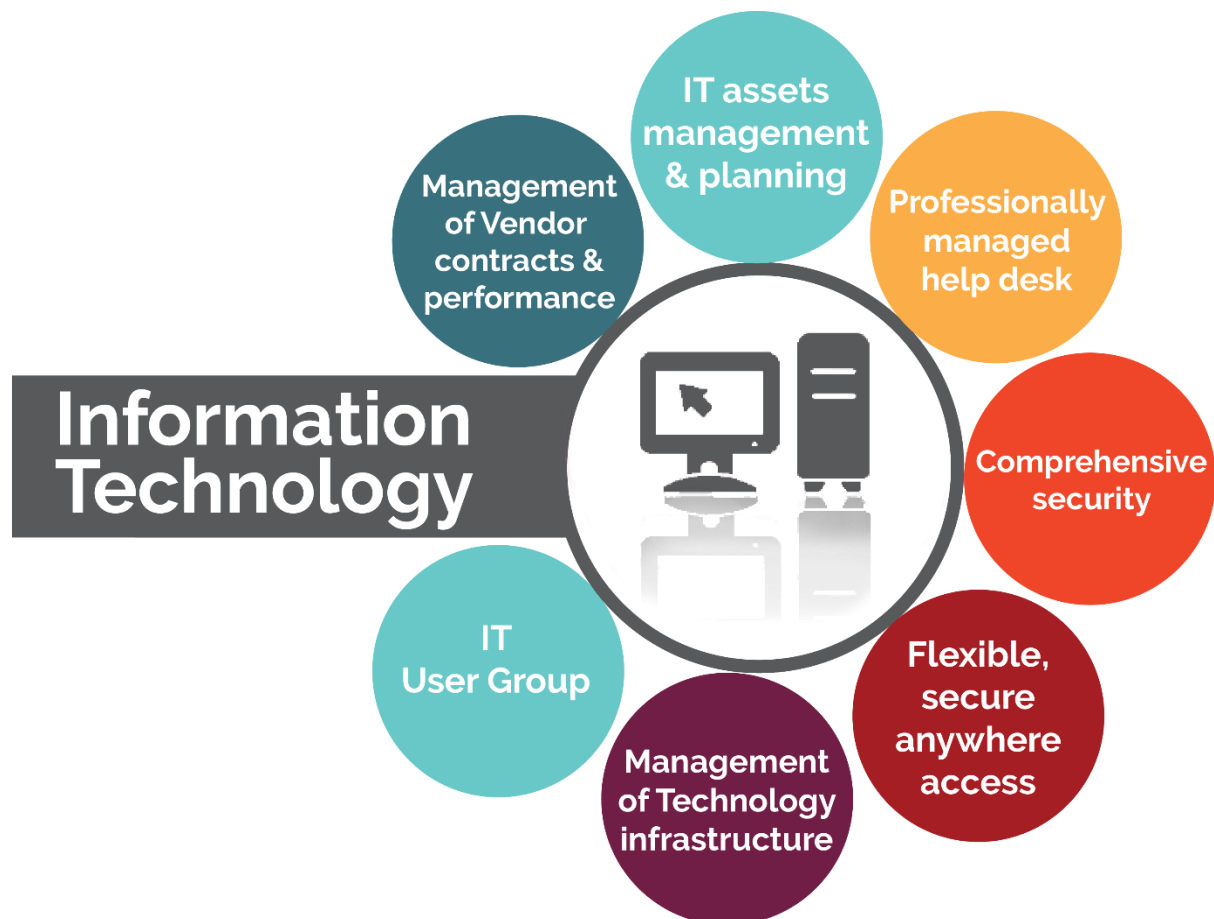 Information
Technology
Management
of Vendor
contracts &
performance
IT assets
management
& planning
Professionally
managed
help desk
Comprehensive
security
Flexible,
secure
anywhere
access
Management
of Technology
infrastructure
IT
User Group